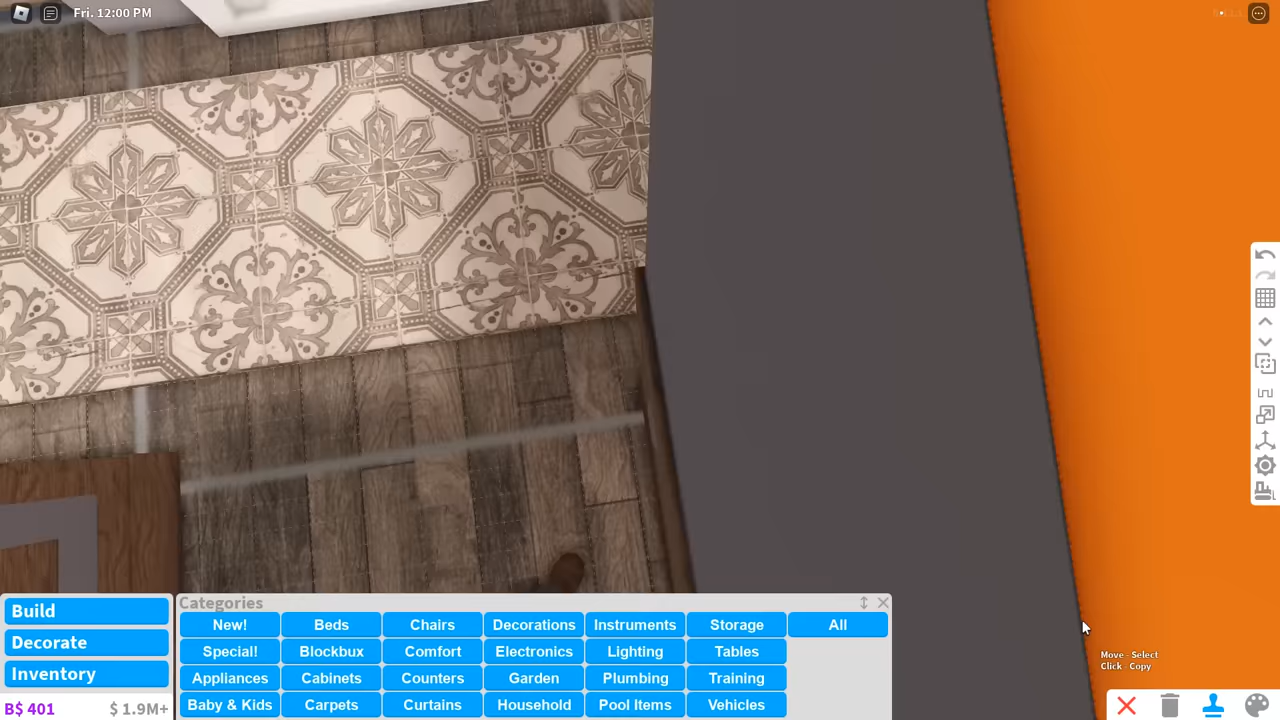 Fri. 12:00 PM
Move - Select
Click - Copy
Build
Decorate
Inventory
B$ 401 $ 1.9M+
Categories
New! Beds Chairs Decorations Instruments Storage All
Special! Blockbux Comfort Electronics Lighting Tables
Appliances Cabinets Counters Garden Plumbing Training
Baby & Kids Carpets Curtains Household Pool Items Vehicles